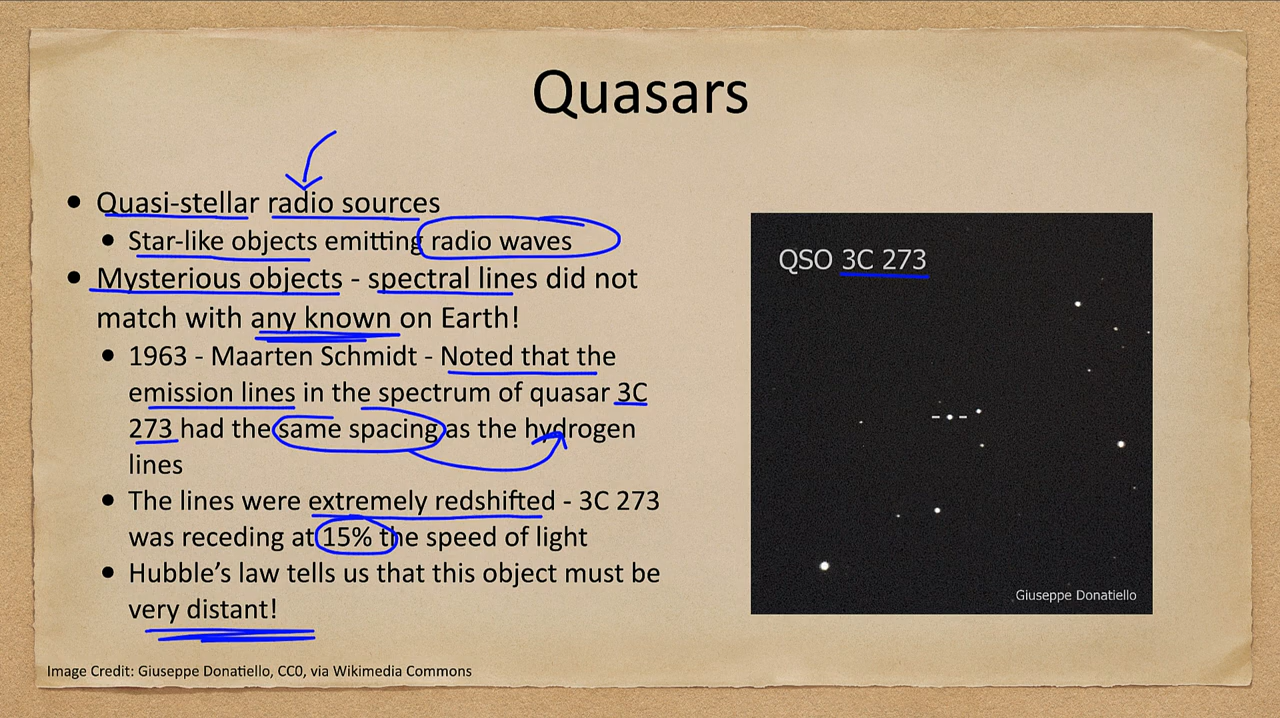 Quasars
• Quasi-stellar radio sources
• Star-like objects emitting radio waves
• Mysterious objects - spectral lines did not
match with any known on Earth!
• 1963 - Maarten Schmidt - Noted that the
emission lines in the spectrum of quasar 3C
273 had the same spacing as the hydrogen
lines
• The lines were extremely redshifted - 3C 273
was receding at 15% the speed of light
• Hubble’s law tells us that this object must be
very distant!
QSO 3C 273
Giuseppe Donatiello
Image Credit: Giuseppe Donatiello, CC0, via Wikimedia Commons